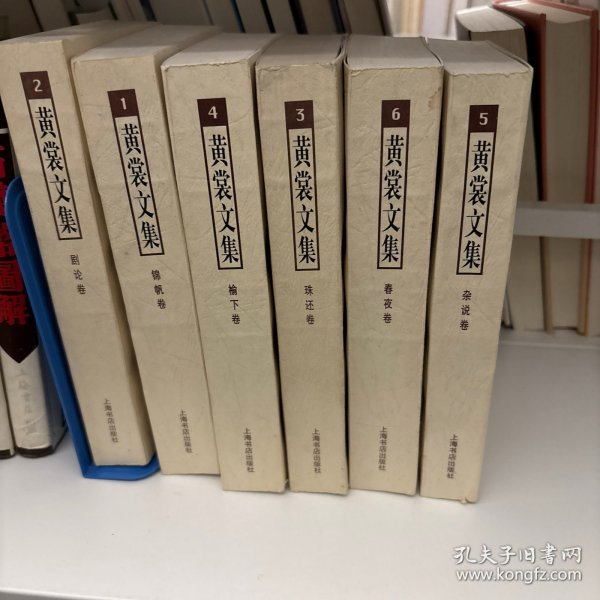 2
黄裳文集
剧论卷
上海书店出版社
1
黄裳文集
锦帆卷
上海书店出版社
4
黄裳文集
榆下卷
上海书店出版社
3
黄裳文集
珠还卷
上海书店出版社
6
黄裳文集
春夜卷
上海书店出版社
5
黄裳文集
杂说卷
上海书店出版社
圖解
孔夫子旧书网
www.kongfz.com